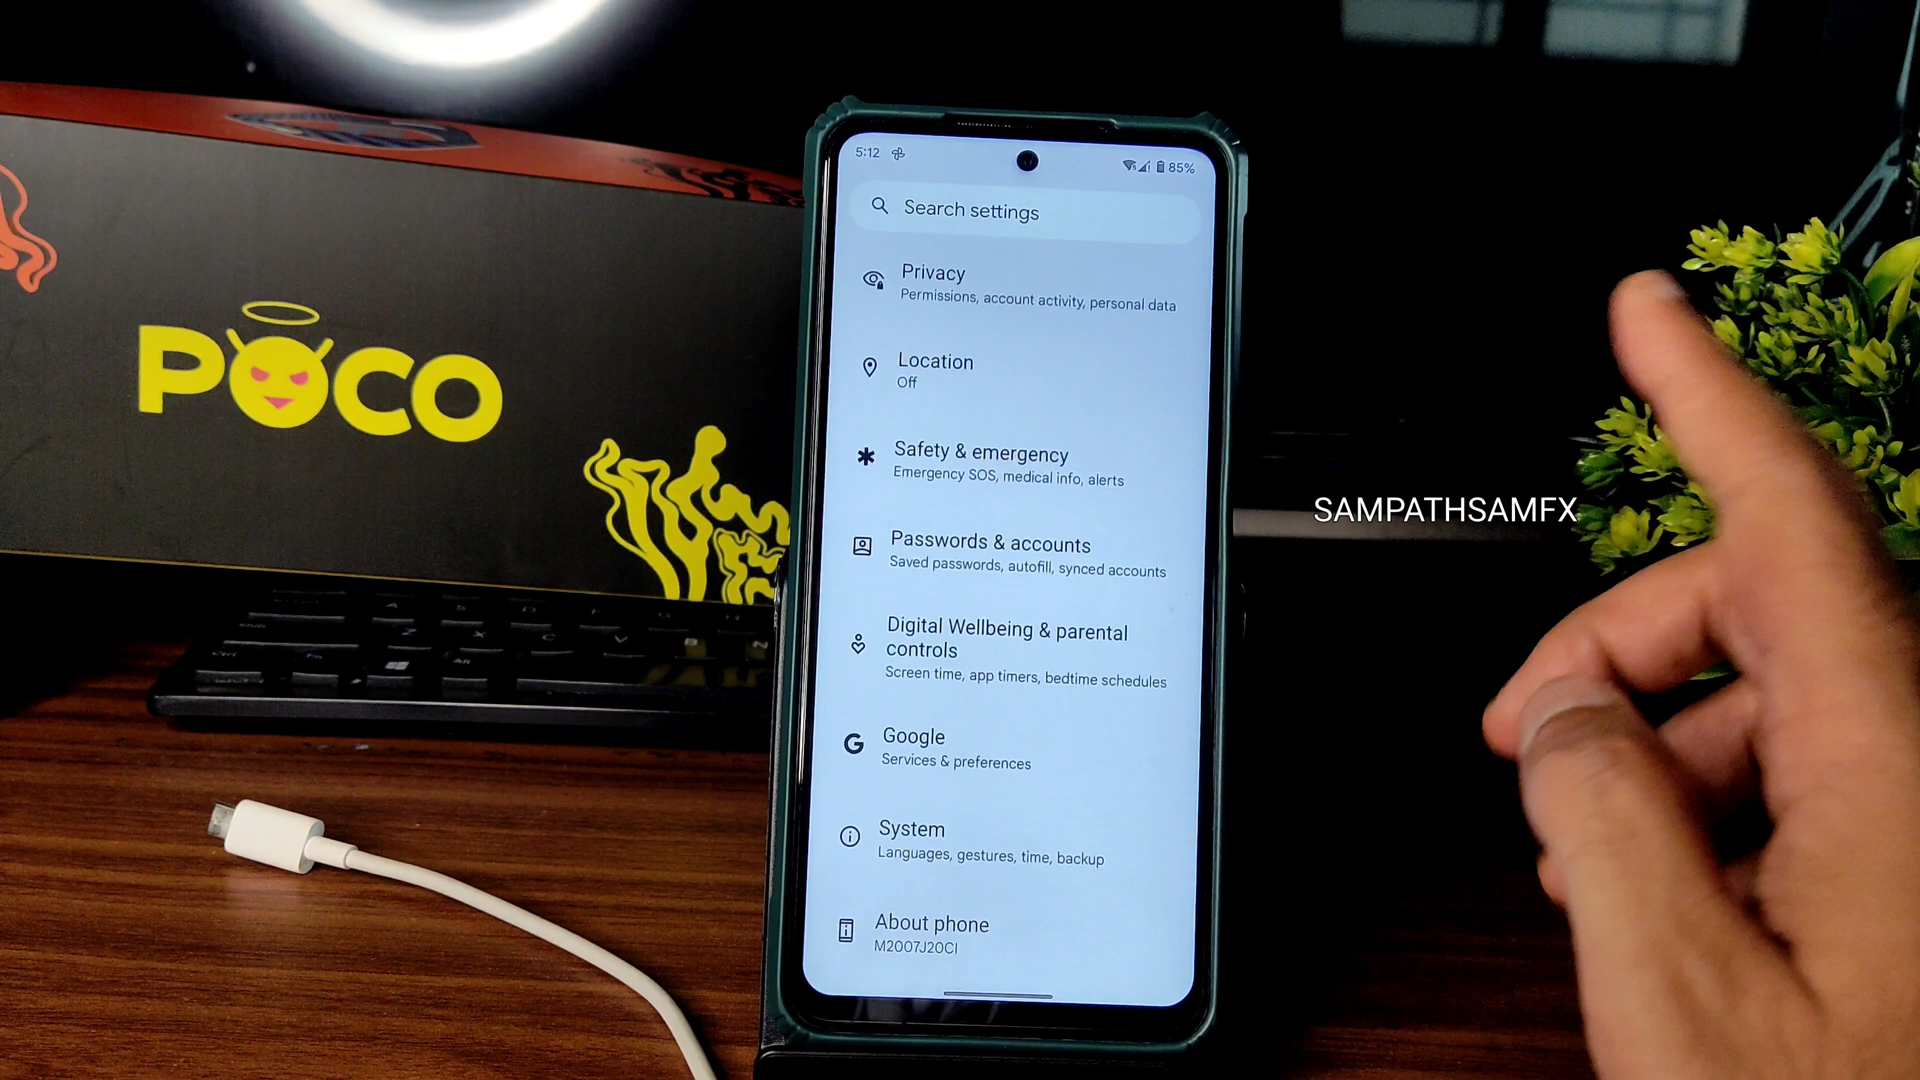 POCO
5:12
85%
Search settings
Privacy
Permissions, account activity, personal data
Location
Off
Safety & emergency
Emergency SOS, medical info, alerts
Passwords & accounts
Saved passwords, autofill, synced accounts
Digital Wellbeing & parental
controls
Screen time, app timers, bedtime schedules
Google
Services & preferences
System
Languages, gestures, time, backup
About phone
M2007J20CI
SAMPATHSAMFX